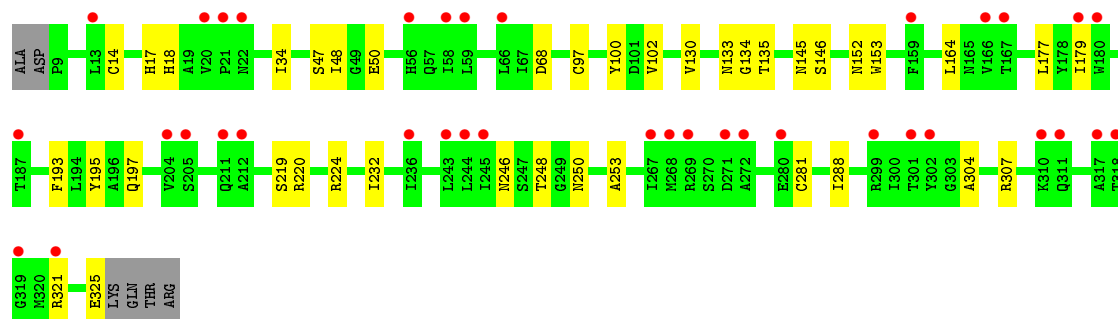 ALA ASP P9 L13 C14 H17 H18 A19 V20 P21 N22 I34 S47 I48 G49 E50 H56 Q57 I58 L59 L66 I67 D68 C97 Y100 D101 V102 V130 N133 G134 T135 N145 S146 N152 W153 F159 L164 N165 V166 T167 L177 Y178 I179 W180
T187 F193 L194 Y195 A196 Q197 V204 S205 Q211 A212 S219 R220 R224 I232 I236 L243 L244 I245 N246 S247 T248 G249 N250 A253 I267 M268 R269 S270 D271 A272 E280 C281 I288 R299 I300 T301 Y302 G303 A304 R307 K310 Q311 A317 T318
G319 M320 R321 E325 LYS GLN THR ARG